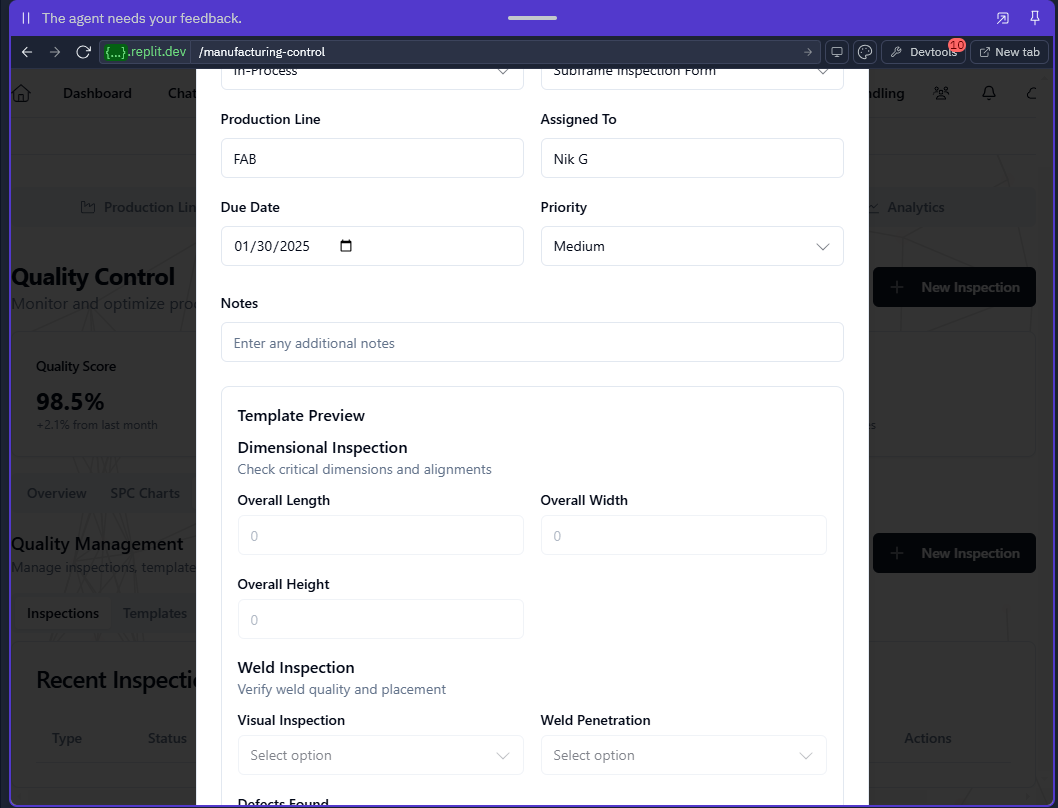 The agent needs your feedback.
{...}.replit.dev /manufacturing-control
Devtools 10
New tab
In-Process
Subframe Inspection Form
Dashboard
Chat
Production Line
Assigned To
FAB
Nik G
Production Lin
Analytics
Due Date
Priority
01/30/2025
Medium
Quality Control
Monitor and optimize pro
New Inspection
Notes
Enter any additional notes
Quality Score
98.5%
+2.1% from last month
Template Preview
Dimensional Inspection
Check critical dimensions and alignments
Overview
SPC Charts
Overall Length
Overall Width
0
0
Quality Management
Manage inspections, template
New Inspection
Overall Height
0
Inspections
Templates
Weld Inspection
Verify weld quality and placement
Recent Inspecti
Visual Inspection
Weld Penetration
Type
Status
Actions
Select option
Select option
Defects Found